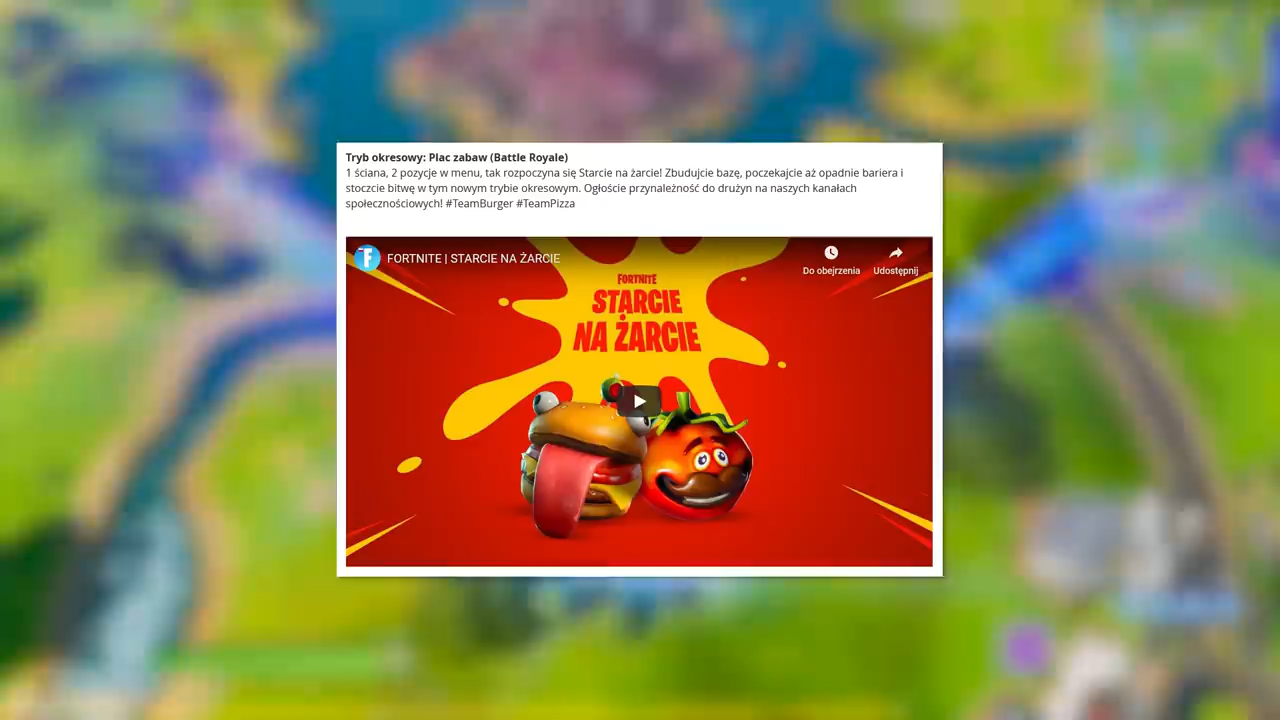 Tryb okresowy: Plac zabaw (Battle Royale)
1 ściana, 2 pozycje w menu, tak rozpoczyna się Starcie na żarcie! Zbudujcie bazę, poczekajcie aż opadnie bariera i
stoczcie bitwę w tym nowym trybie okresowym. Ogłoście przynależność do drużyn na naszych kanałach
społecznościowych! #TeamBurger #TeamPizza
FORTNITE | STARCIE NA ŻARCIE
Do obejrzenia
Udostępnij
FORTNITE
STARCIE
NA ŻARCIE